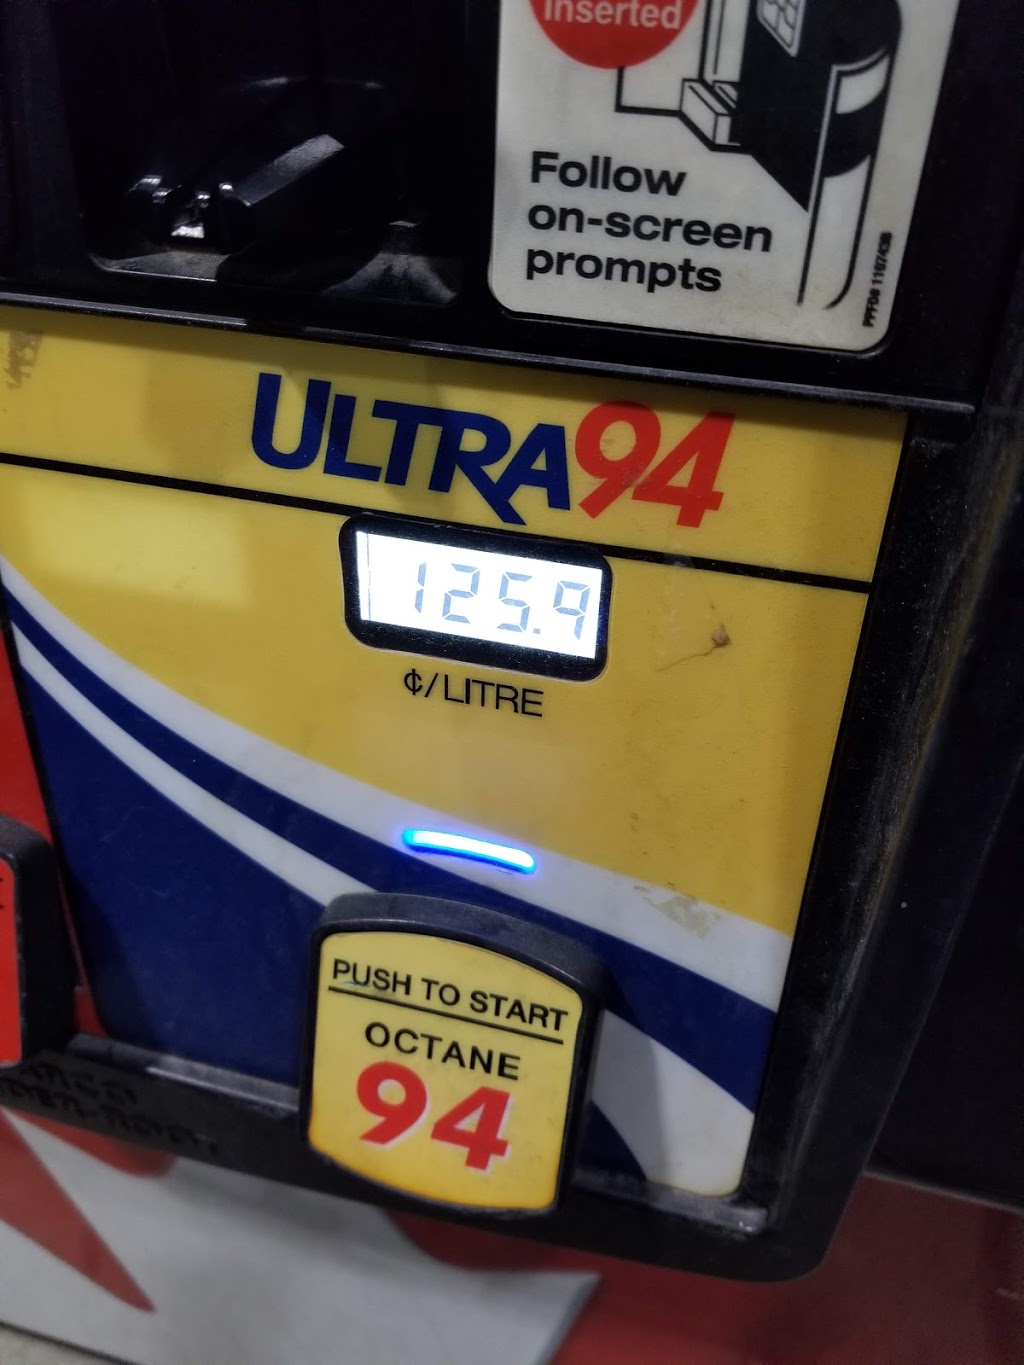 Inserted
Follow
on-screen
prompts
ULTRA94
125.9
¢/LITRE
PUSH TO START
OCTANE
94